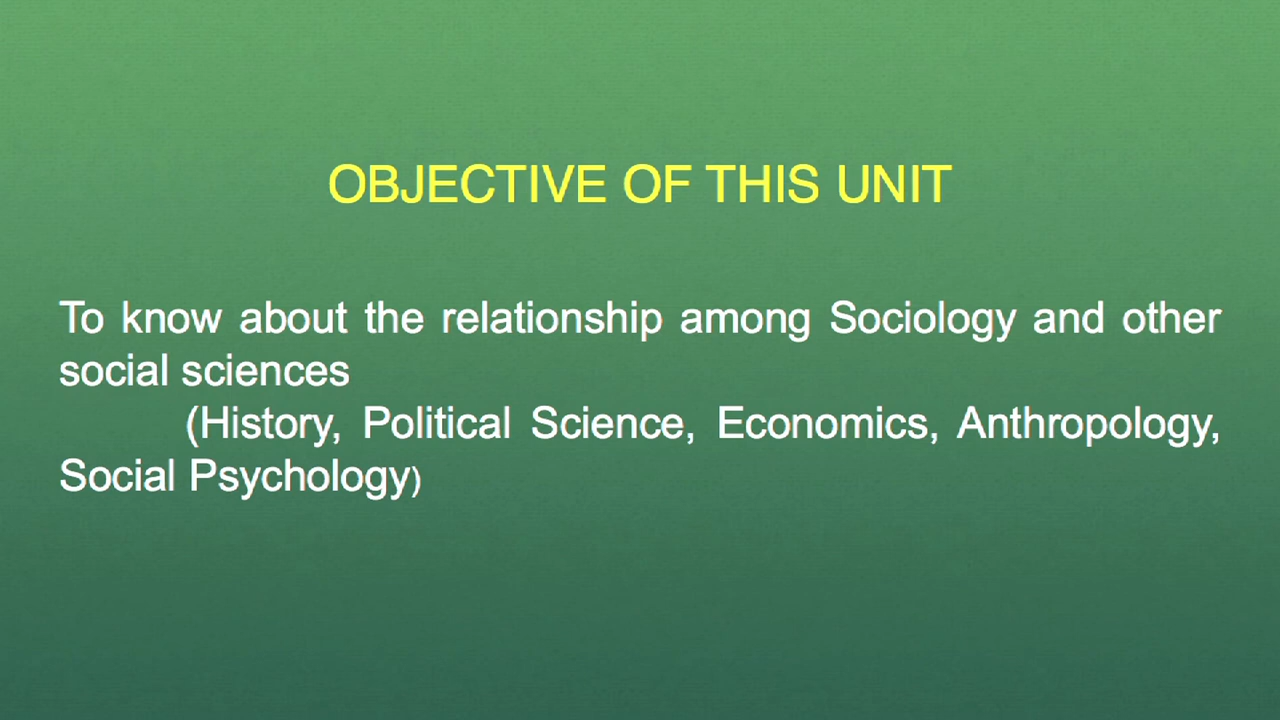 OBJECTIVE OF THIS UNIT
To know about the relationship among Sociology and other
social sciences
(History, Political Science, Economics, Anthropology,
Social Psychology)